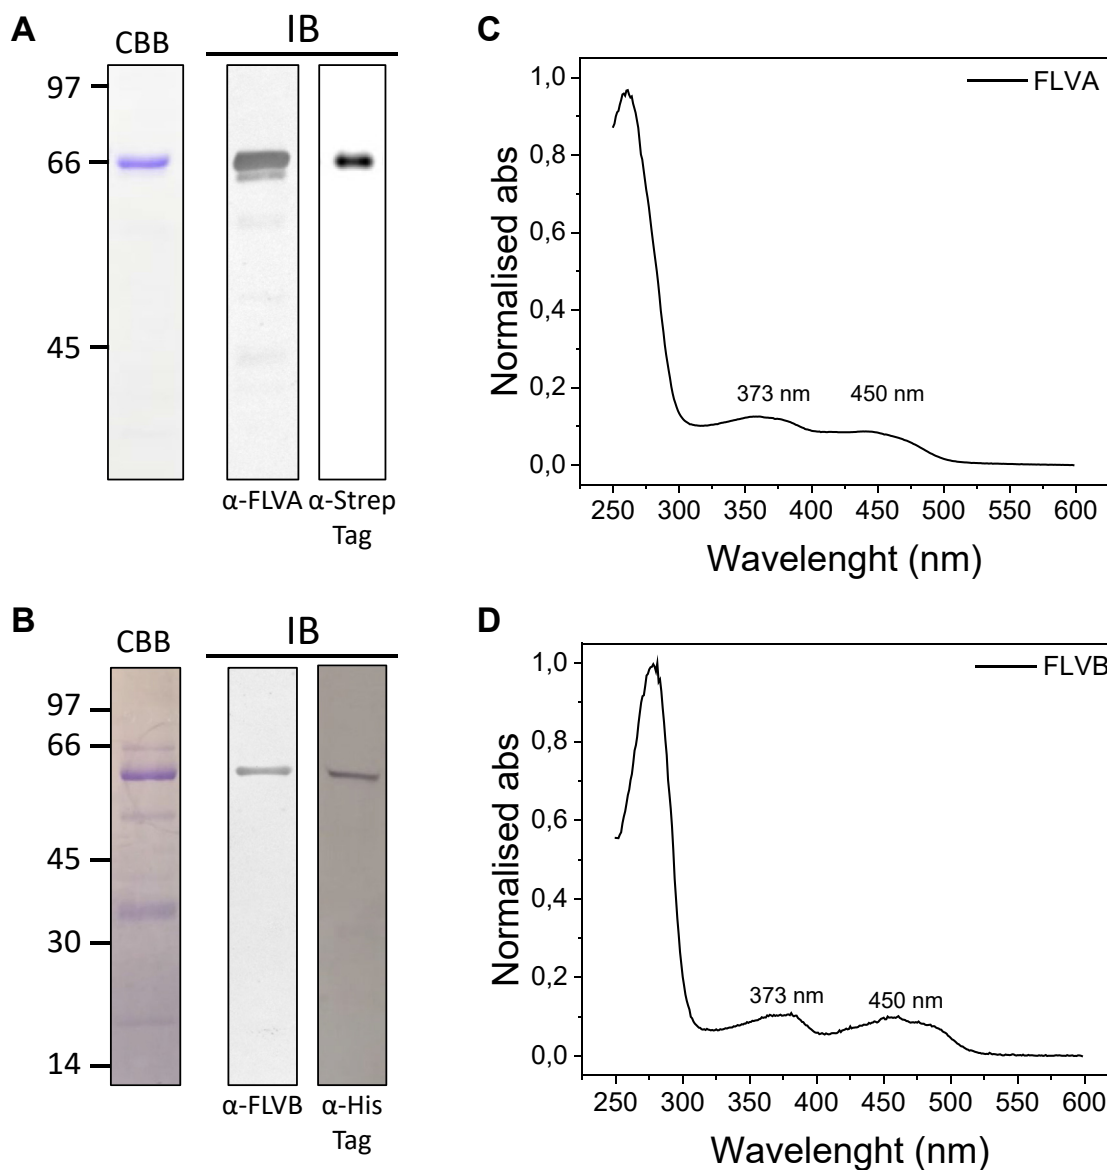 A
CBB
IB
97
66
45
α-FLVA
α-Strep
Tag
C
FLVA
1,0
0,8
0,6
0,4
0,2
0,0
Normalised abs
373 nm
450 nm
250 300 350 400 450 500 550 600
Wavelenght (nm)
B
CBB
IB
97
66
45
30
14
α-FLVB
α-His
Tag
D
FLVB
1,0
0,8
0,6
0,4
0,2
0,0
Normalised abs
373 nm
450 nm
250 300 350 400 450 500 550 600
Wavelenght (nm)